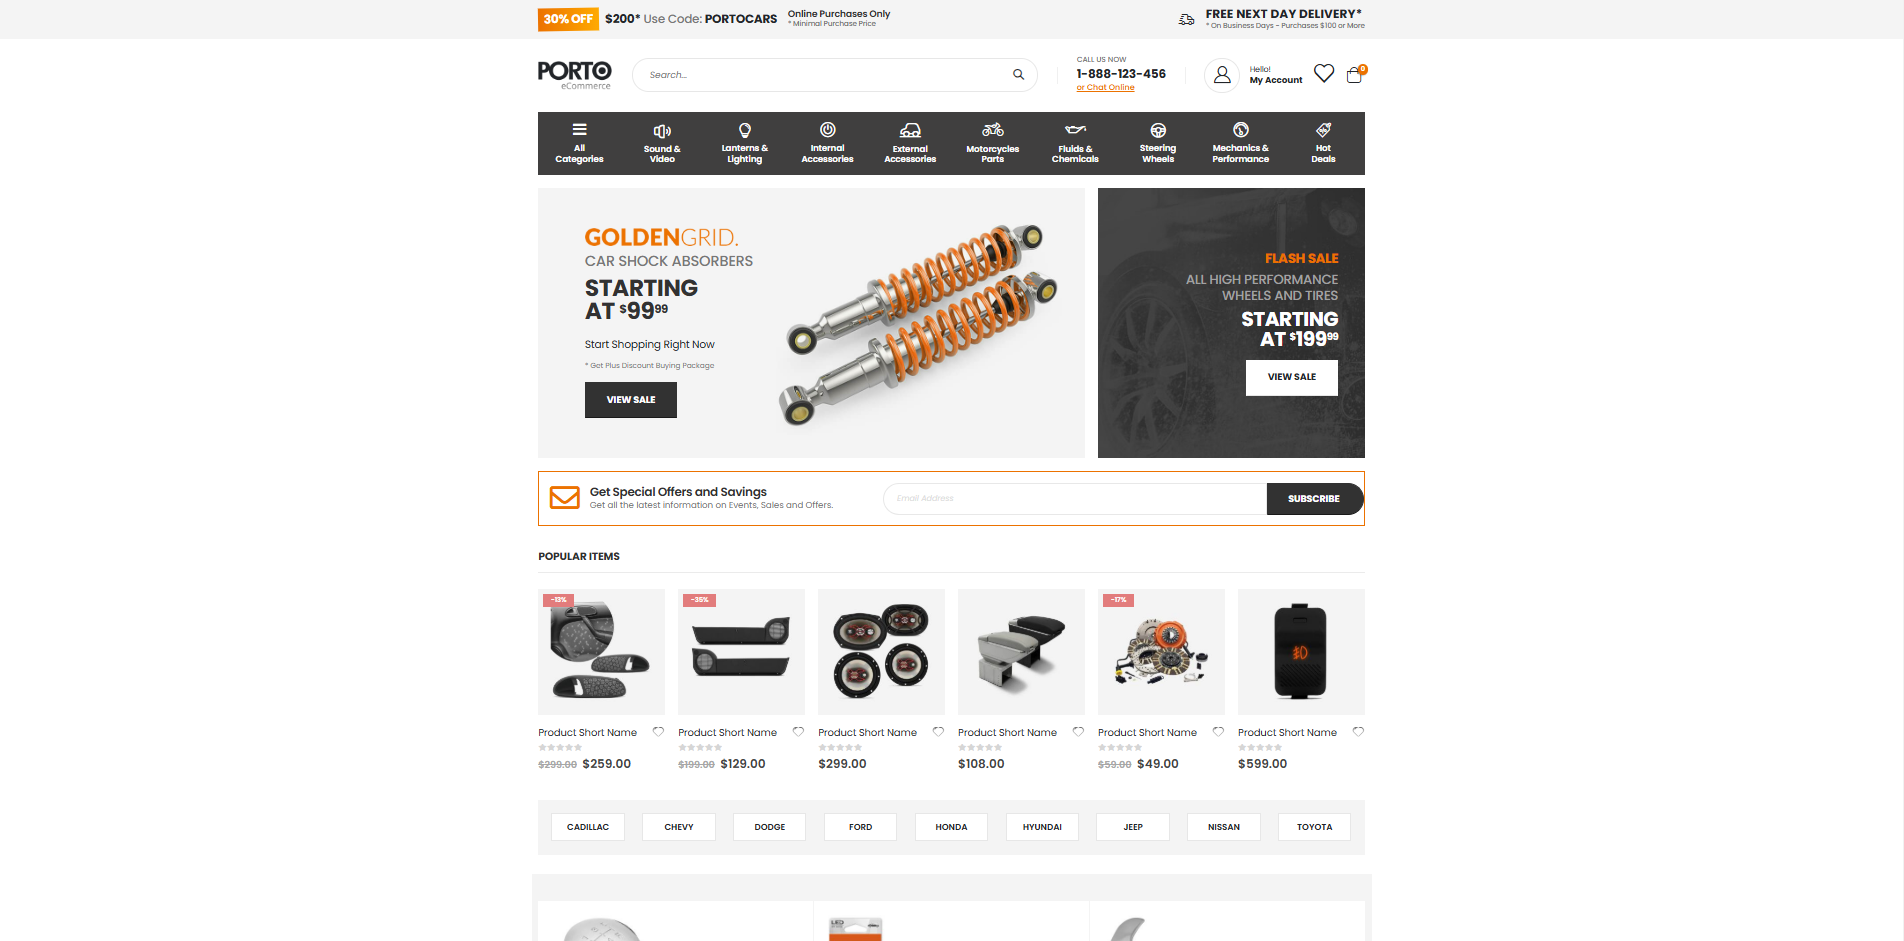 30% OFF $200* Use Code: PORTOCARS
Online Purchases Only
* Minimal Purchase Price
FREE NEXT DAY DELIVERY*
* On Business Days - Purchases $100 or More
PORTO
eCommerce
Search...
CALL US NOW
1-888-123-456
or Chat Online
Hello!
My Account
0
All
Categories
Sound &
Video
Lanterns &
Lighting
Internal
Accessories
External
Accessories
Motorcycles
Parts
Fluids &
Chemicals
Steering
Wheels
Mechanics &
Performance
Hot
Deals
GOLDENGRID.
CAR SHOCK ABSORBERS
STARTING
AT $9999
Start Shopping Right Now
* Get Plus Discount Buying Package
VIEW SALE
FLASH SALE
ALL HIGH PERFORMANCE
WHEELS AND TIRES
STARTING
AT $19999
VIEW SALE
Get Special Offers and Savings
Get all the latest information on Events, Sales and Offers.
Email Address
SUBSCRIBE
POPULAR ITEMS
-13%
Product Short Name
$299.00 $259.00
-35%
Product Short Name
$199.00 $129.00
Product Short Name
$299.00
Product Short Name
$108.00
-17%
Product Short Name
$59.00 $49.00
Product Short Name
$599.00
CADILLAC
CHEVY
DODGE
FORD
HONDA
HYUNDAI
JEEP
NISSAN
TOYOTA
LED